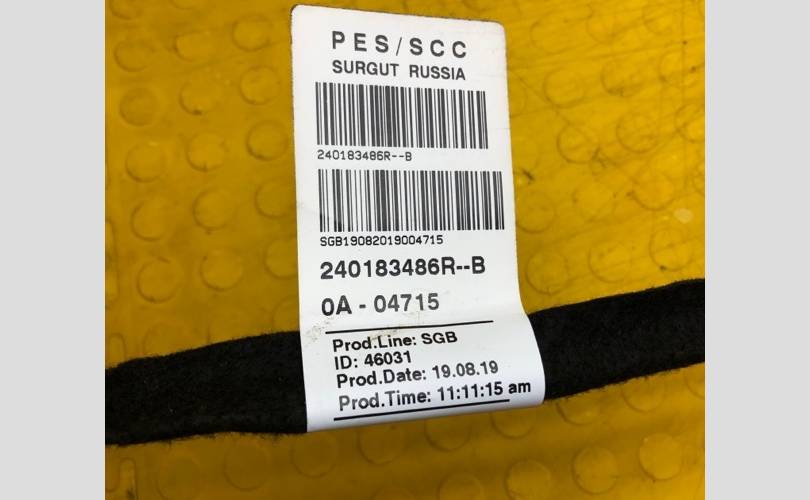 PES/SCC
SURGUT RUSSIA
240183486R--B
SGB19082019004715
240183486R--B
0A - 04715
Prod.Line: SGB
ID: 46031
Prod.Date: 19.08.19
Prod.Time: 11:11:15 am